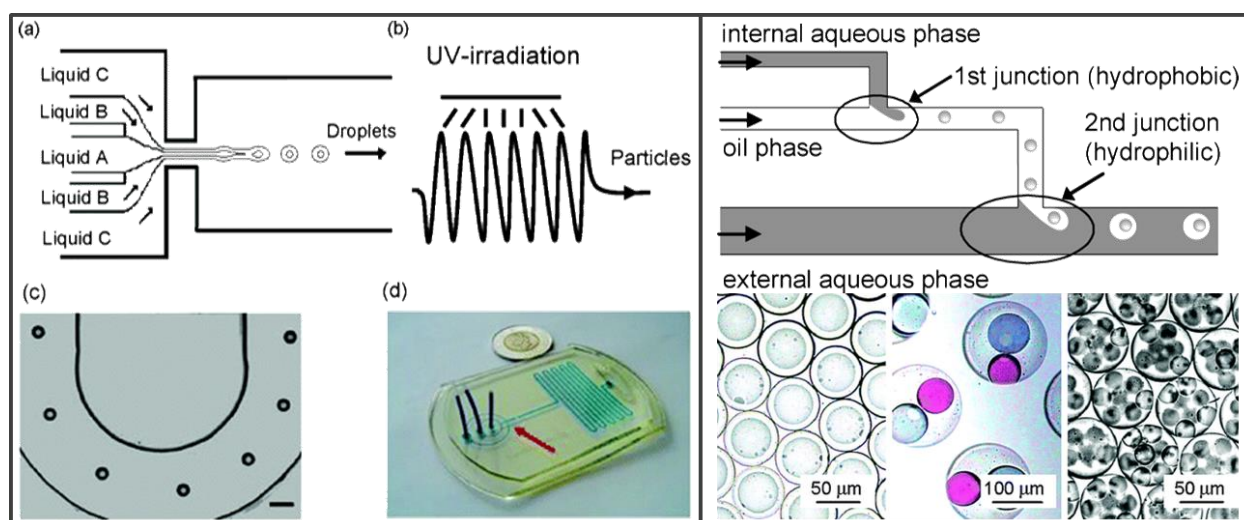 (a)
Liquid C
Liquid B
Liquid A
Liquid B
Liquid C
Droplets
(b)
UV-irradiation
Particles
(c)
(d)
internal aqueous phase
1st junction (hydrophobic)
oil phase
2nd junction
(hydrophilic)
external aqueous phase
50 μm
100 μm
50 μm